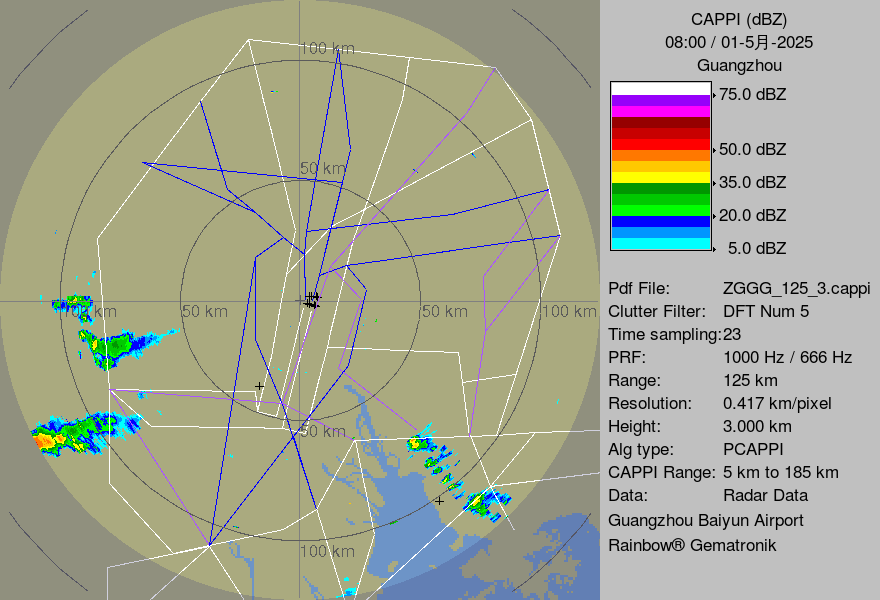 CAPPI (dBZ)
08:00 / 01-5月-2025
Guangzhou
75.0 dBZ
50.0 dBZ
35.0 dBZ
20.0 dBZ
5.0 dBZ
Pdf File: ZGGG_125_3.cappi
Clutter Filter: DFT Num 5
Time sampling:23
PRF: 1000 Hz / 666 Hz
Range: 125 km
Resolution: 0.417 km/pixel
Height: 3.000 km
Alg type: PCAPPI
CAPPI Range: 5 km to 185 km
Data: Radar Data
Guangzhou Baiyun Airport
Rainbow® Gematronik
100 km
50 km
100 km
50 km
50 km
100 km
50 km
100 km